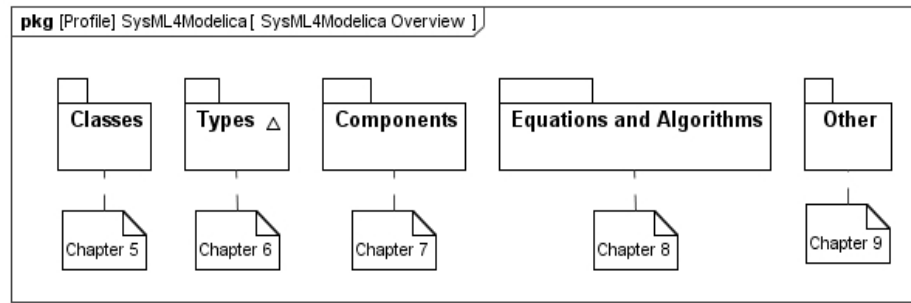 pkg [Profile] SysML4Modelica [ SysML4Modelica Overview ]
Classes
Types
Components
Equations and Algorithms
Other
Chapter 5
Chapter 6
Chapter 7
Chapter 8
Chapter 9